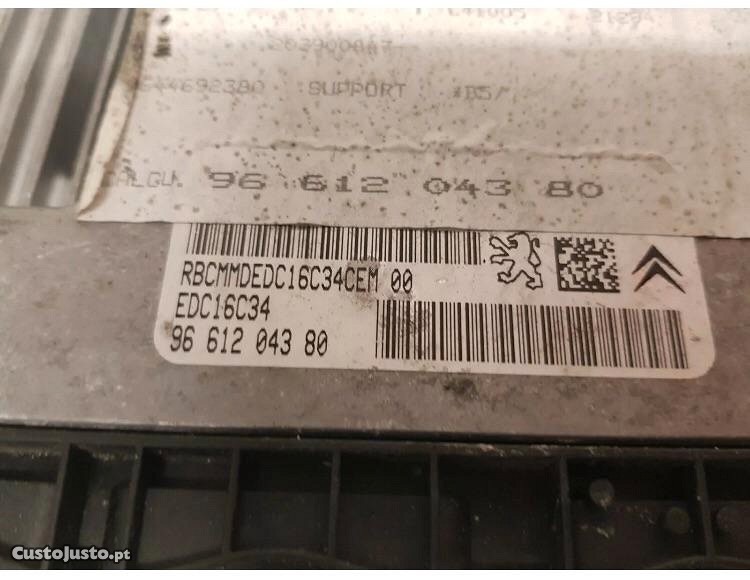 SUPPORT
96 612 043 80
RBCMMDEDC16C34CEM 00
EDC16C34
96 612 043 80
CustoJusto.pt